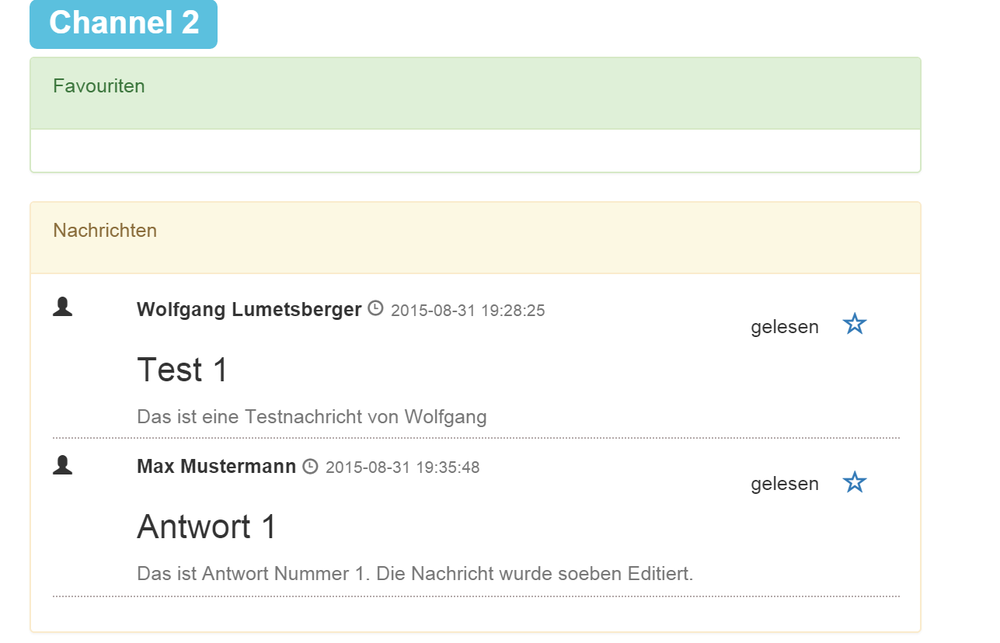 Channel 2
Favouriten
Nachrichten
Wolfgang Lumetsberger 2015-08-31 19:28:25
gelesen
Test 1
Das ist eine Testnachricht von Wolfgang
Max Mustermann 2015-08-31 19:35:48
gelesen
Antwort 1
Das ist Antwort Nummer 1. Die Nachricht wurde soeben Editiert.